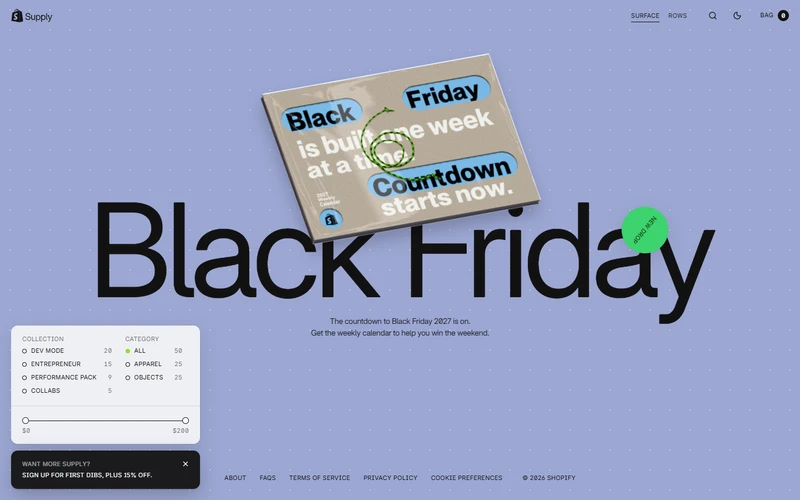 Supply
SURFACE ROWS BAG 0
Black Friday
is built one week
at a time.
Countdown
starts now.
2027
Weekly
Calendar
Black Friday
NEW DROP
The countdown to Black Friday 2027 is on.
Get the weekly calendar to help you win the weekend.
COLLECTION CATEGORY
DEV MODE 20 ALL 50
ENTREPRENEUR 15 APPAREL 25
PERFORMANCE PACK 9 OBJECTS 25
COLLABS 5
$0 $200
WANT MORE SUPPLY?
SIGN UP FOR FIRST DIBS, PLUS 15% OFF.
ABOUT FAQS TERMS OF SERVICE PRIVACY POLICY COOKIE PREFERENCES © 2026 SHOPIFY